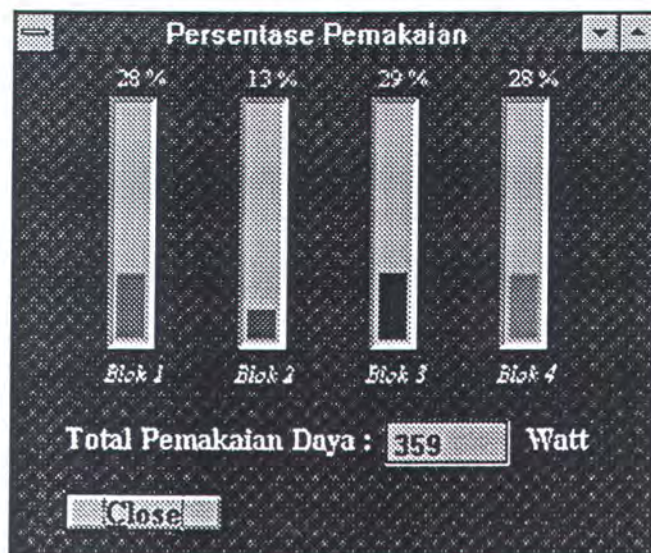 Persentase Pemakaian
28 % 13 % 29 % 28 %
Blok 1 Blok 2 Blok 3 Blok 4
Total Pemakaian Daya : 359 Watt
Close